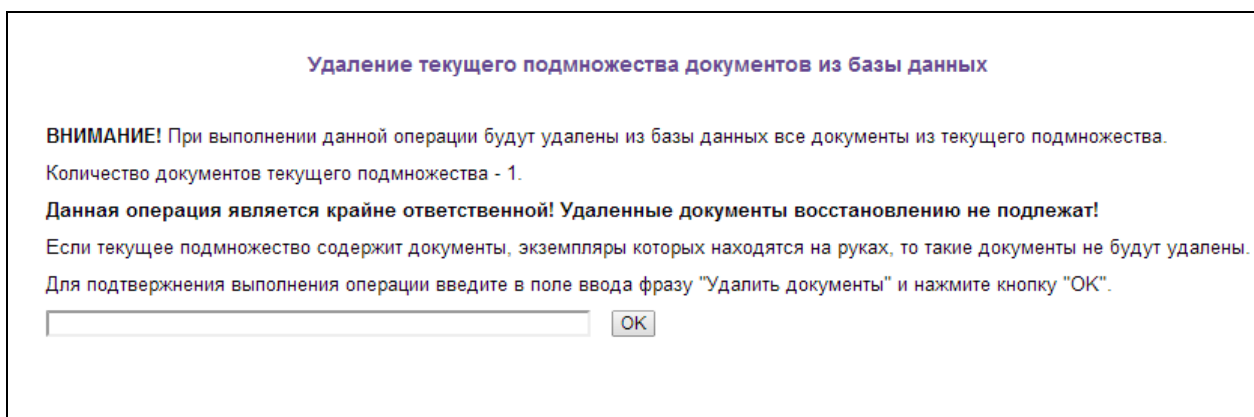 Удаление текущего подмножества документов из базы данных
ВНИМАНИЕ! При выполнении данной операции будут удалены из базы данных все документы из текущего подмножества.
Количество документов текущего подмножества - 1.
Данная операция является крайне ответственной! Удаленные документы восстановлению не подлежат!
Если текущее подмножество содержит документы, экземпляры которых находятся на руках, то такие документы не будут удалены.
Для подтвержнения выполнения операции введите в поле ввода фразу "Удалить документы" и нажмите кнопку "ОК".
OK